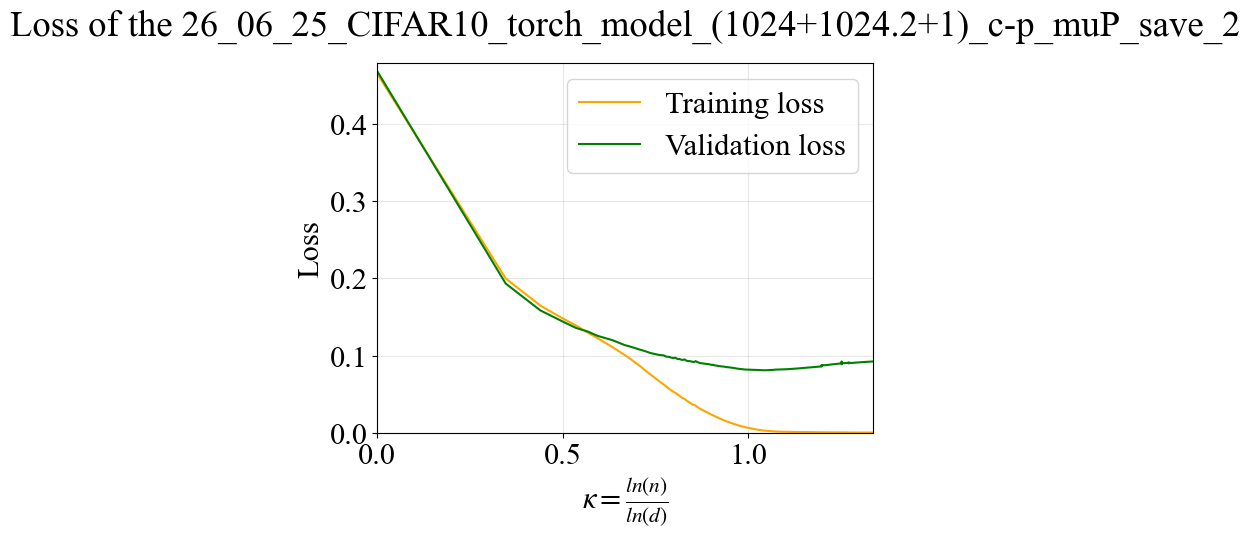 Loss of the 26_06_25_CIFAR10_torch_model_(1024+1024.2+1)_c-p_muP_save_2
Training loss
Validation loss
Loss
0.4
0.3
0.2
0.1
0.0
0.0 0.5 1.0
κ = ln(n)/ln(d)